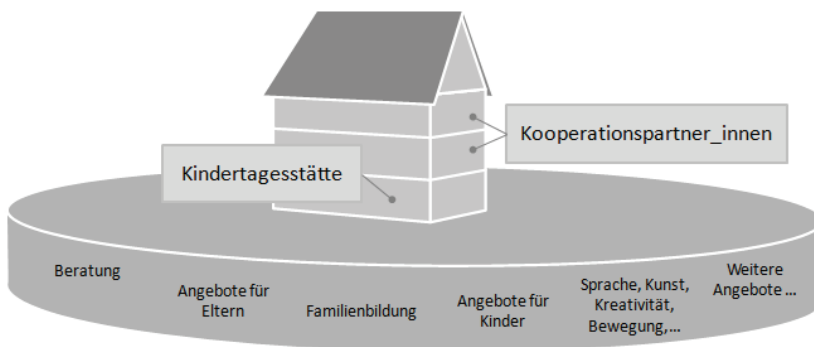 Kooperationspartner_innen
Kindertagesstätte
Beratung
Angebote für
Eltern
Familienbildung
Angebote für
Kinder
Sprache, Kunst,
Kreativität,
Bewegung,...
Weitere
Angebote ...